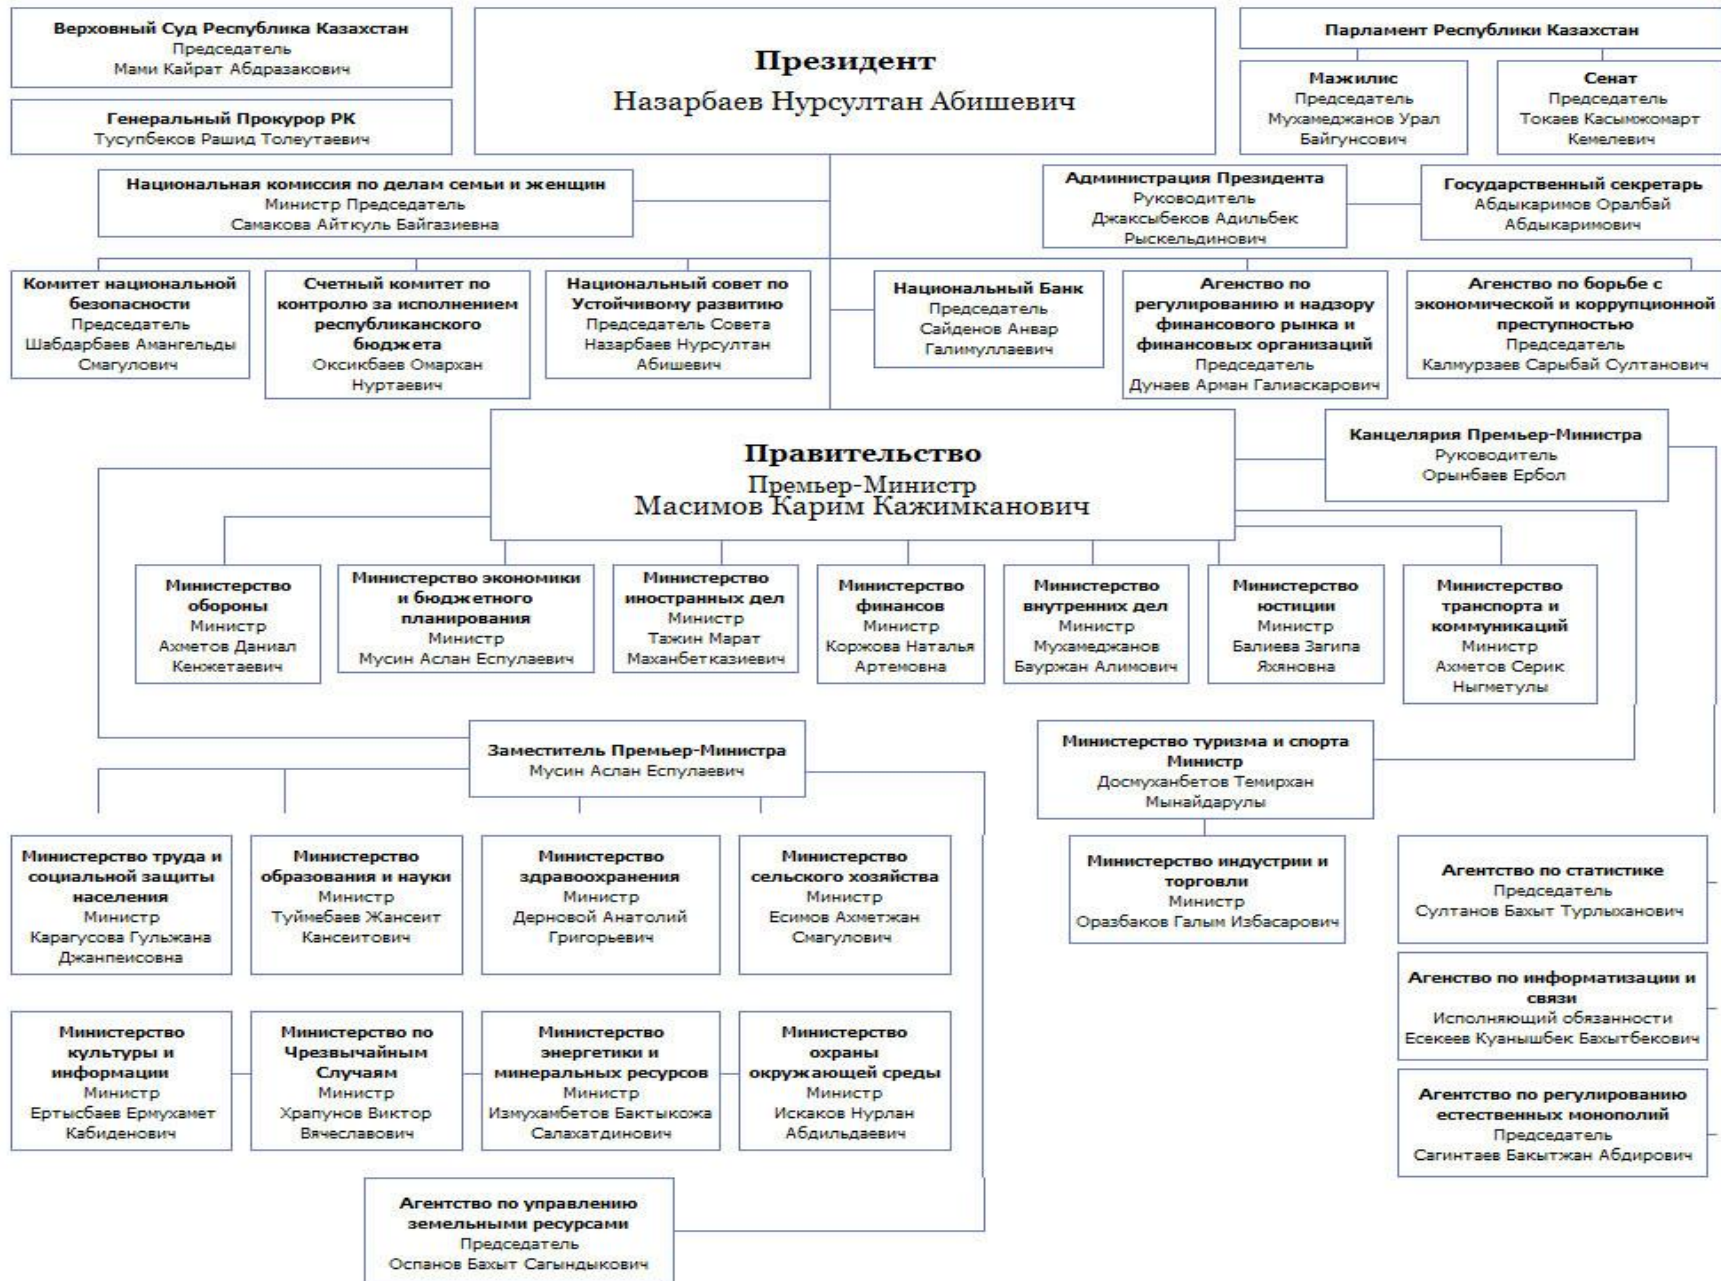 Верховный Суд Республика Казахстан
Председатель
Мами Кайрат Абдразакович
Генеральный Прокурор РК
Тусупбеков Рашид Толеутаевич
Президент
Назарбаев Нурсултан Абишевич
Парламент Республики Казахстан
Мажилис
Председатель
Мухамеджанов Урал
Байгунсович
Сенат
Председатель
Токаев Касымжомарт
Кемелевич
Национальная комиссия по делам семьи и женщин
Министр Председатель
Самакова Айткуль Байгазиевна
Администрация Президента
Руководитель
Джаксыбеков Адильбек
Рыскельдинович
Государственный секретарь
Абдыкаримов Оралбай
Абдыкаримович
Комитет национальной
безопасности
Председатель
Шабдарбаев Амангельды
Смагулович
Счетный комитет по
контролю за исполнением
республиканского
бюджета
Оксикбаев Омархан
Нуртаевич
Национальный совет по
Устойчивому развитию
Председатель Совета
Назарбаев Нурсултан
Абишевич
Национальный Банк
Председатель
Сайденов Анвар
Галимуллаевич
Агенство по
регулированию и надзору
финансового рынка и
финансовых организаций
Председатель
Дунаев Арман Галиаскарович
Агенство по борьбе с
экономической и коррупционной
преступностью
Председатель
Калмурзаев Сарыбай Султанович
Правительство
Премьер-Министр
Масимов Карим Кажимканович
Канцелярия Премьер-Министра
Руководитель
Орынбаев Ербол
Министерство
обороны
Министр
Ахметов Даниал
Кенжетаевич
Министерство экономики
и бюджетного
планирования
Министр
Мусин Аслан Еспулаевич
Министерство
иностранных дел
Министр
Тажин Марат
Маханбетказиевич
Министерство
финансов
Министр
Коржова Наталья
Артемовна
Министерство
внутренних дел
Министр
Мухамеджанов
Бауржан Алимович
Министерство
юстиции
Министр
Балиева Загипа
Яхяновна
Министерство
транспорта и
коммуникаций
Министр
Ахметов Серик
Ныгметулы
Заместитель Премьер-Министра
Мусин Аслан Еспулаевич
Министерство туризма и спорта
Министр
Досмуханбетов Темирхан
Мынайдарулы
Министерство труда и
социальной защиты
населения
Министр
Карагусова Гульжана
Джанпеисовна
Министерство
образования и науки
Министр
Туймебаев Жансеит
Кансеитович
Министерство
здравоохранения
Министр
Дерновой Анатолий
Григорьевич
Министерство
сельского хозяйства
Министр
Есимов Ахметжан
Смагулович
Министерство индустрии и
торговли
Министр
Оразбаков Галым Избасарович
Агентство по статистике
Председатель
Султанов Бахыт Турлыханович
Агенство по информатизации и
связи
Исполняющий обязанности
Есекеев Куанышбек Бахытбекович
Министерство
культуры и
информации
Министр
Ертысбаев Ермухамет
Кабиденович
Министерство по
Чрезвычайным
Случаям
Министр
Храпунов Виктор
Вячеславович
Министерство
энергетики и
минеральных ресурсов
Министр
Измухамбетов Бактыкожа
Салахатдинович
Министерство
охраны
окружающей среды
Министр
Искаков Нурлан
Абдильдаевич
Агентство по регулированию
естественных монополий
Председатель
Сагинтаев Бакытжан Абдирович
Агентство по управлению
земельными ресурсами
Председатель
Оспанов Бахыт Сагындыкович